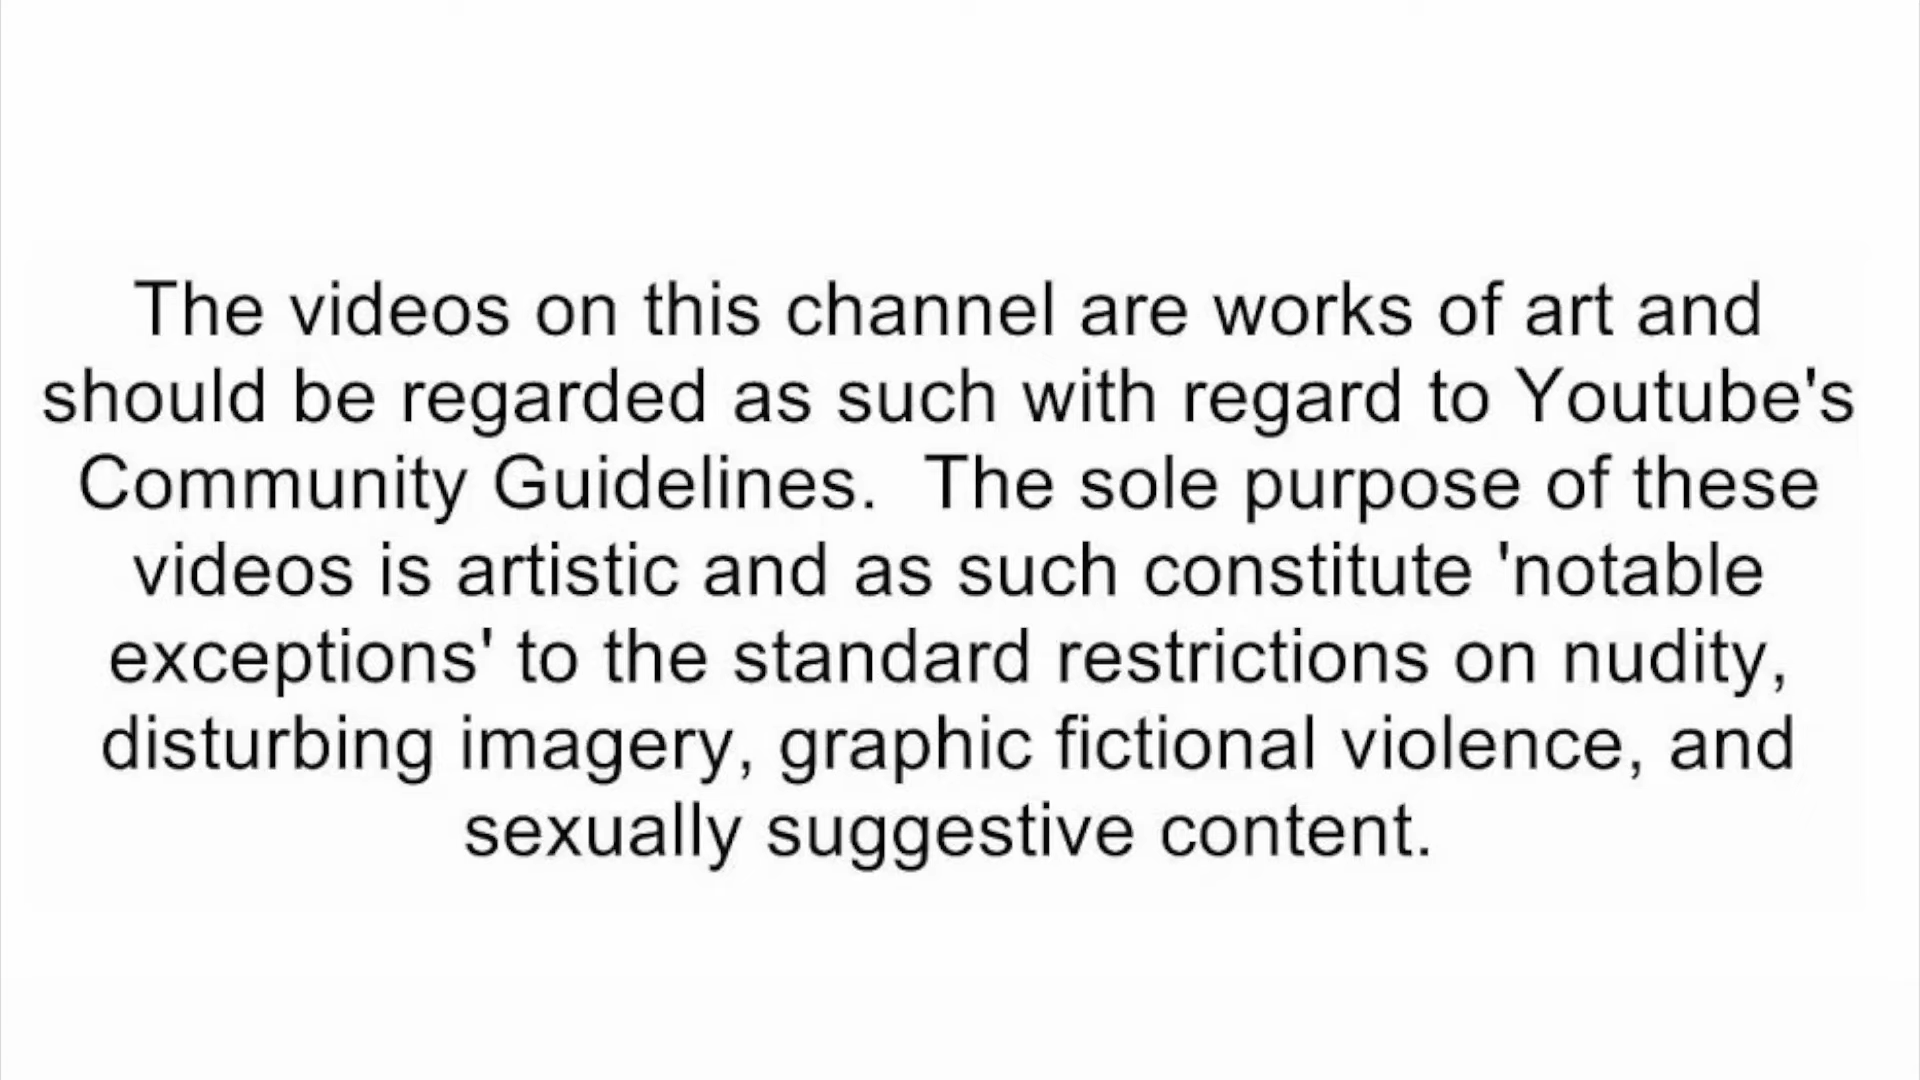 The videos on this channel are works of art and
should be regarded as such with regard to Youtube's
Community Guidelines.  The sole purpose of these
videos is artistic and as such constitute 'notable
exceptions' to the standard restrictions on nudity,
disturbing imagery, graphic fictional violence, and
sexually suggestive content.